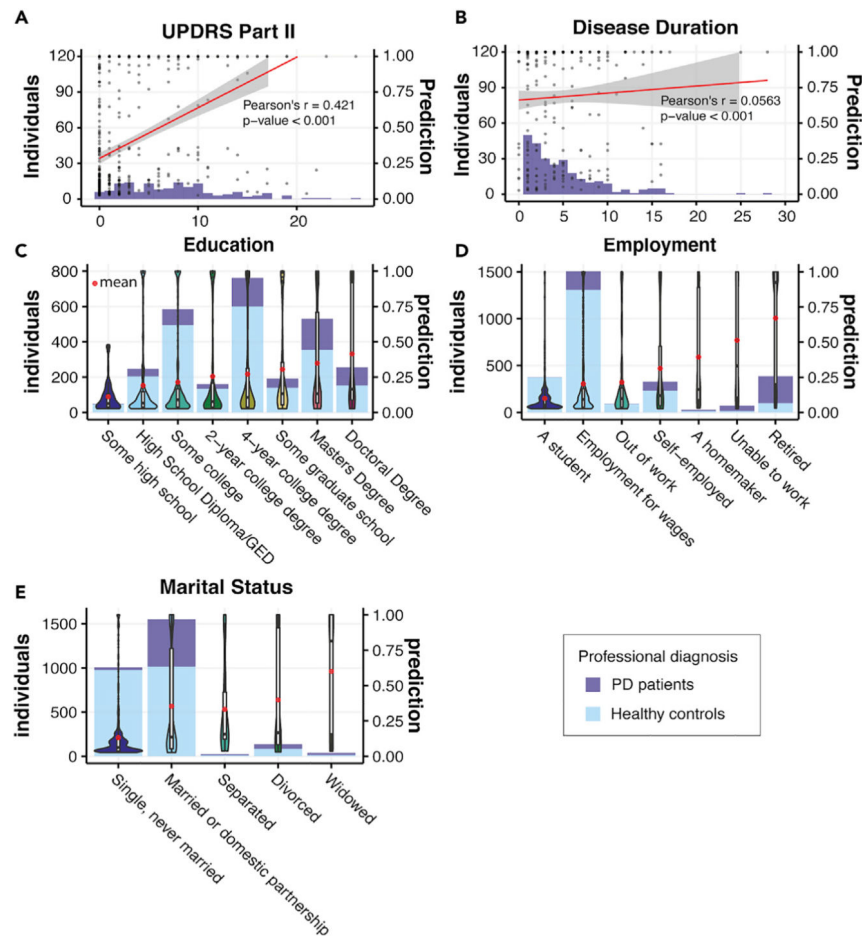 A
UPDRS Part II
Individuals
120
90
60
30
0
0
10
20
1.00
0.75
0.50
0.25
0.00
Prediction
Pearson's r = 0.421
p-value < 0.001
B
Disease Duration
Individuals
120
90
60
30
0
0
5
10
15
20
25
30
1.00
0.75
0.50
0.25
0.00
Prediction
Pearson's r = 0.0563
p-value < 0.001
C
Education
individuals
800
600
400
200
0
mean
1.00
0.75
0.50
0.25
0.00
prediction
Some high school
High School Diploma/GED
Some college
2-year college degree
4-year college degree
Some graduate school
Masters Degree
Doctoral Degree
D
Employment
individuals
1500
1000
500
0
1.00
0.75
0.50
0.25
0.00
prediction
A student
Employment for wages
Out of work
Self-employed
A homemaker
Unable to work
Retired
E
Marital Status
individuals
1500
1000
500
0
1.00
0.75
0.50
0.25
0.00
prediction
Single, never married
Married or domestic partnership
Separated
Divorced
Widowed
Professional diagnosis
PD patients
Healthy controls